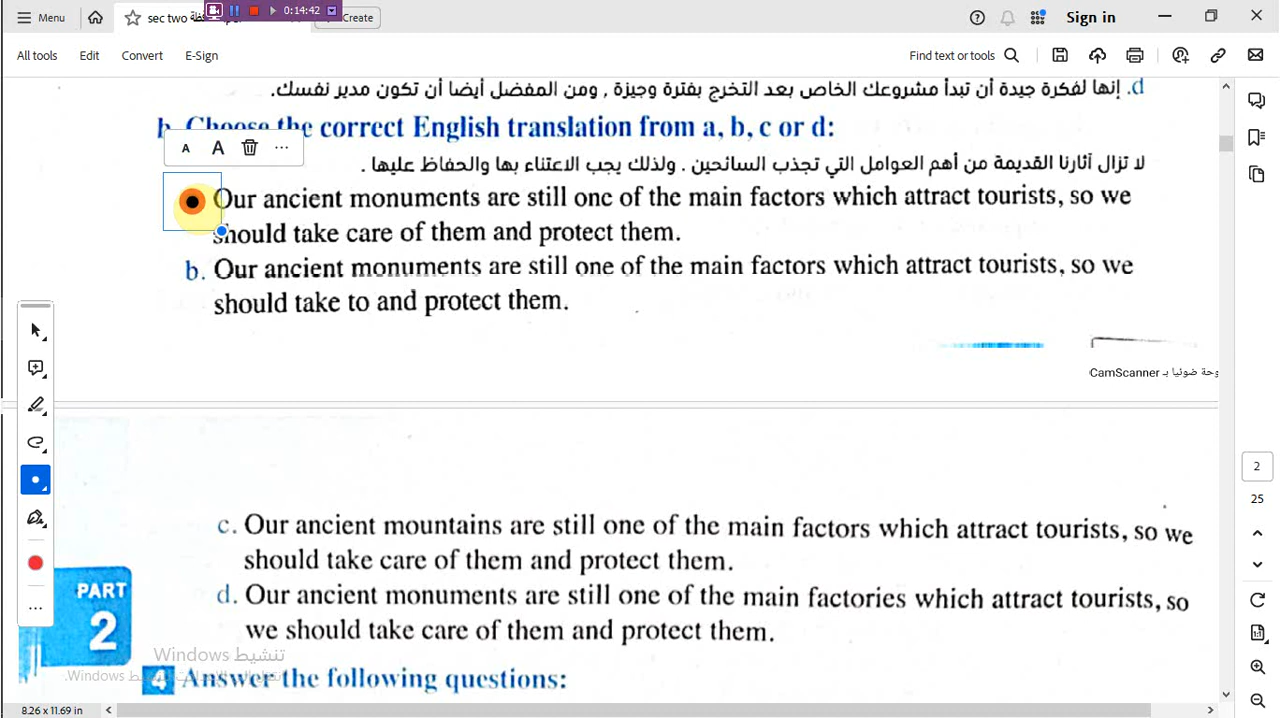 Menu
sec two
0:14:42
Create
Sign in
All tools
Edit
Convert
E-Sign
Find text or tools
d. إنها لفكرة جيدة أن تبدأ مشروعك الخاص بعد التخرج بفترة وجيزة , ومن المفضل أيضا أن تكون مدير نفسك.
b. Choose the correct English translation from a, b, c or d:
A A
لا تزال آثارنا القديمة من أهم العوامل التي تجذب السائحين . ولذلك يجب الاعتناء بها والحفاظ عليها .
Our ancient monuments are still one of the main factors which attract tourists, so we
should take care of them and protect them.
b. Our ancient monuments are still one of the main factors which attract tourists, so we
should take to and protect them.
وحة ضوئيا بـ CamScanner
2
25
c. Our ancient mountains are still one of the main factors which attract tourists, so we
should take care of them and protect them.
d. Our ancient monuments are still one of the main factories which attract tourists, so
we should take care of them and protect them.
PART
2
تنشيط Windows
Windows.
4 Answer the following questions:
8.26 x 11.69 in